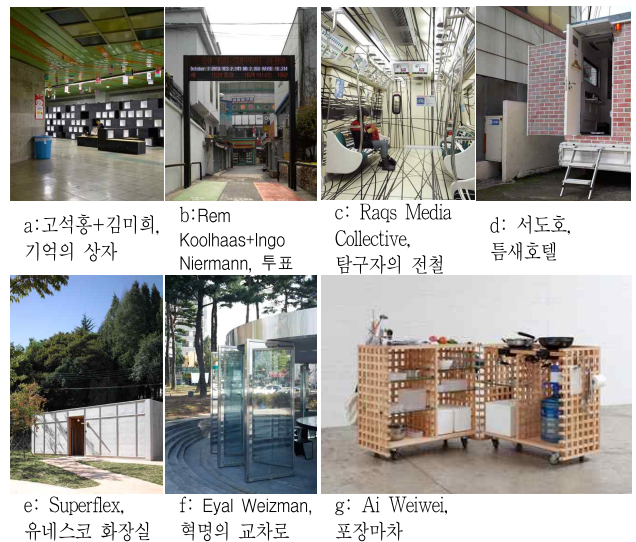 a:고석홍+김미희,
기억의 상자
b:Rem
Koolhaas+Ingo
Niermann, 투표
c: Raqs Media
Collective,
탐구자의 전철
d: 서도호,
틈새호텔
e: Superflex,
유네스코 화장실
f: Eyal Weizman,
혁명의 교차로
g: Ai Weiwei,
포장마차